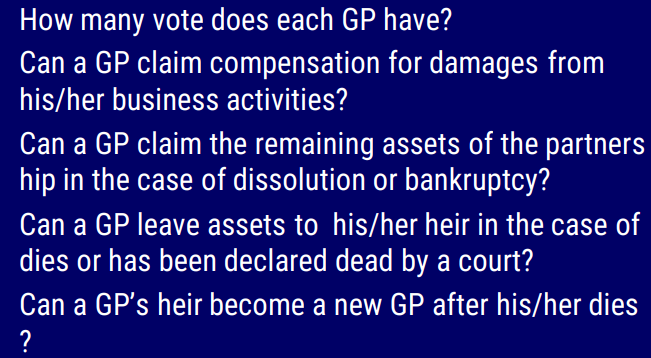 How many vote does each GP have?
Can a GP claim compensation for damages from
his/her business activities?
Can a GP claim the remaining assets of the partners
hip in the case of dissolution or bankruptcy?
Can a GP leave assets to his/her heir in the case of
dies or has been declared dead by a court?
Can a GP’s heir become a new GP after his/her dies
?